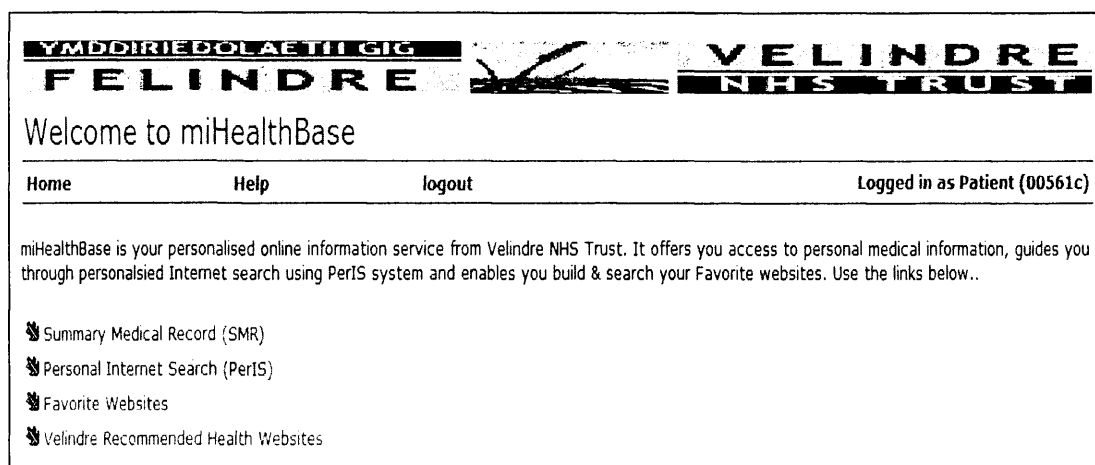 YMDDIRIEDOLAETH GIG
FELINDRE
VELINDRE
NHS TRUST
Welcome to miHealthBase
Home Help logout Logged in as Patient (00561c)
miHealthBase is your personalised online information service from Velindre NHS Trust. It offers you access to personal medical information, guides you
through personalsied Internet search using PerIS system and enables you build & search your Favorite websites. Use the links below..
Summary Medical Record (SMR)
Personal Internet Search (PerIS)
Favorite Websites
Velindre Recommended Health Websites